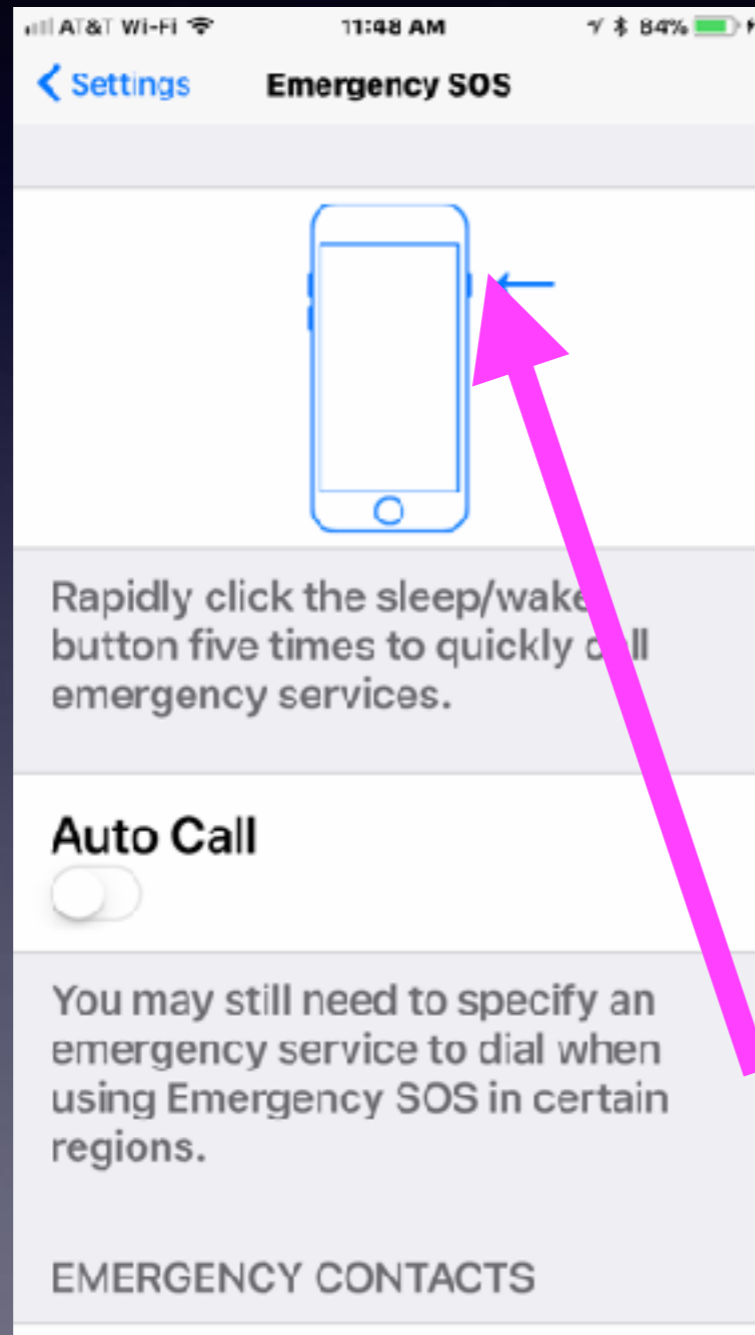 AT&T Wi-Fi 11:48 AM 84%
Settings Emergency SOS
Rapidly click the sleep/wake
button five times to quickly call
emergency services.
Auto Call
You may still need to specify an
emergency service to dial when
using Emergency SOS in certain
regions.
EMERGENCY CONTACTS